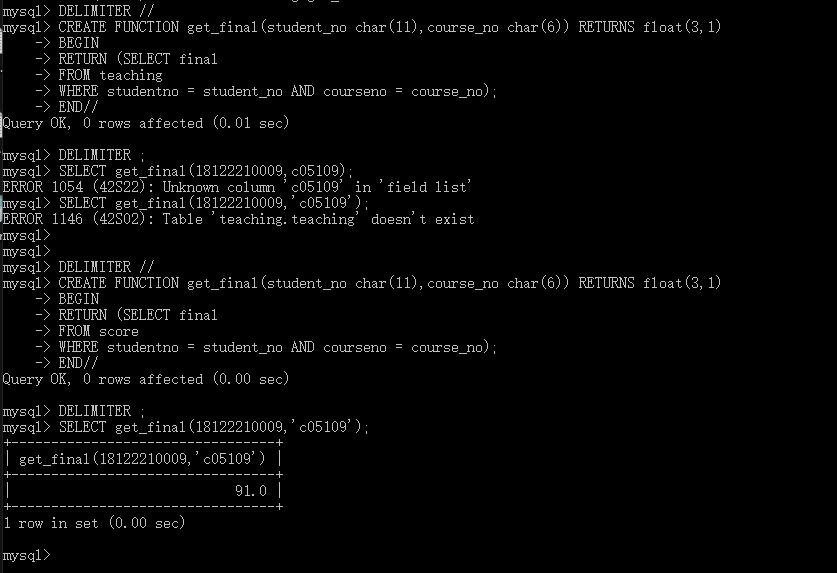 mysql> DELIMITER //
mysql> CREATE FUNCTION get_final(student_no char(11),course_no char(6)) RETURNS float(3,1)
    -> BEGIN
    -> RETURN (SELECT final
    -> FROM teaching
    -> WHERE studentno = student_no AND courseno = course_no);
    -> END//
Query OK, 0 rows affected (0.01 sec)

mysql> DELIMITER ;
mysql> SELECT get_final(18122210009,c05109);
ERROR 1054 (42S22): Unknown column 'c05109' in 'field list'
mysql> SELECT get_final(18122210009,'c05109');
ERROR 1146 (42S02): Table 'teaching.teaching' doesn't exist
mysql>
mysql>
mysql> DELIMITER //
mysql> CREATE FUNCTION get_final(student_no char(11),course_no char(6)) RETURNS float(3,1)
    -> BEGIN
    -> RETURN (SELECT final
    -> FROM score
    -> WHERE studentno = student_no AND courseno = course_no);
    -> END//
Query OK, 0 rows affected (0.00 sec)

mysql> DELIMITER ;
mysql> SELECT get_final(18122210009,'c05109');
+---------------------------------+
| get_final(18122210009,'c05109') |
+---------------------------------+
|                            91.0 |
+---------------------------------+
1 row in set (0.00 sec)

mysql>